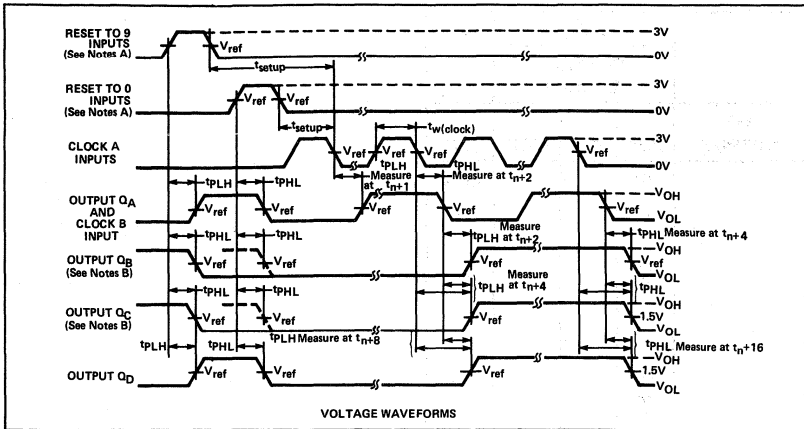 RESET TO 9
INPUTS
(See Notes A)
Vref
3V
0V
tsetup
RESET TO 0
INPUTS
(See Notes A)
Vref
Vref
3V
0V
tsetup
tw(clock)
CLOCK A
INPUTS
Vref
Vref
Vref
Vref
3V
0V
tPLH
Measure
at tn+1
tPHL
Measure at tn+2
tPLH
tPHL
OUTPUT QA
AND
CLOCK B
INPUT
Vref
Vref
Vref
Vref
Vref
VOH
VOL
tPHL
tPHL
Measure
tPLH at tn+2
tPHL Measure at tn+4
OUTPUT QB
(See Notes B)
Vref
Vref
Vref
Vref
VOH
VOL
tPHL
tPHL
tPLH
Measure
at tn+4
tPHL
OUTPUT QC
(See Notes B)
Vref
Vref
Vref
1.5V
VOH
VOL
tPLH
tPHL
tPLH Measure at tn+8
tPHL Measure at tn+16
OUTPUT QD
Vref
Vref
Vref
1.5V
VOH
VOL
VOLTAGE WAVEFORMS